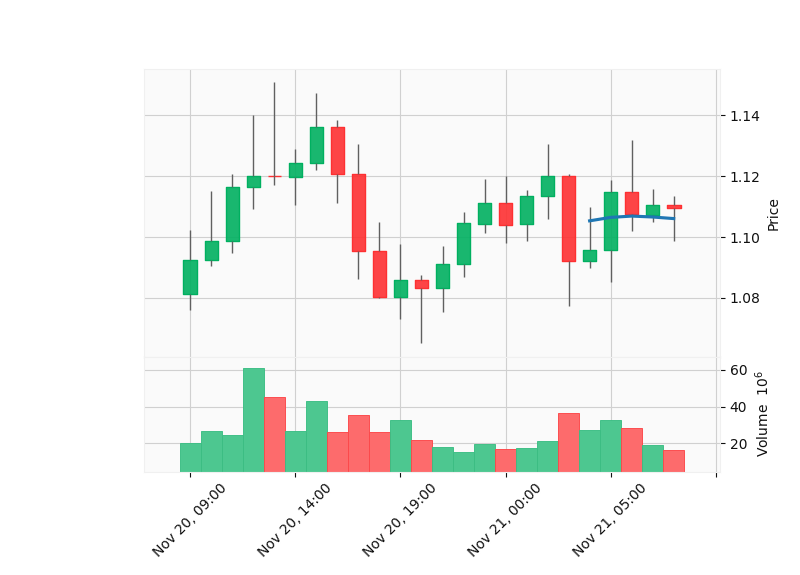 1.14
1.12
1.10
1.08
Price
60
40
20
Volume 10^6
Nov 20, 09:00
Nov 20, 14:00
Nov 20, 19:00
Nov 21, 00:00
Nov 21, 05:00